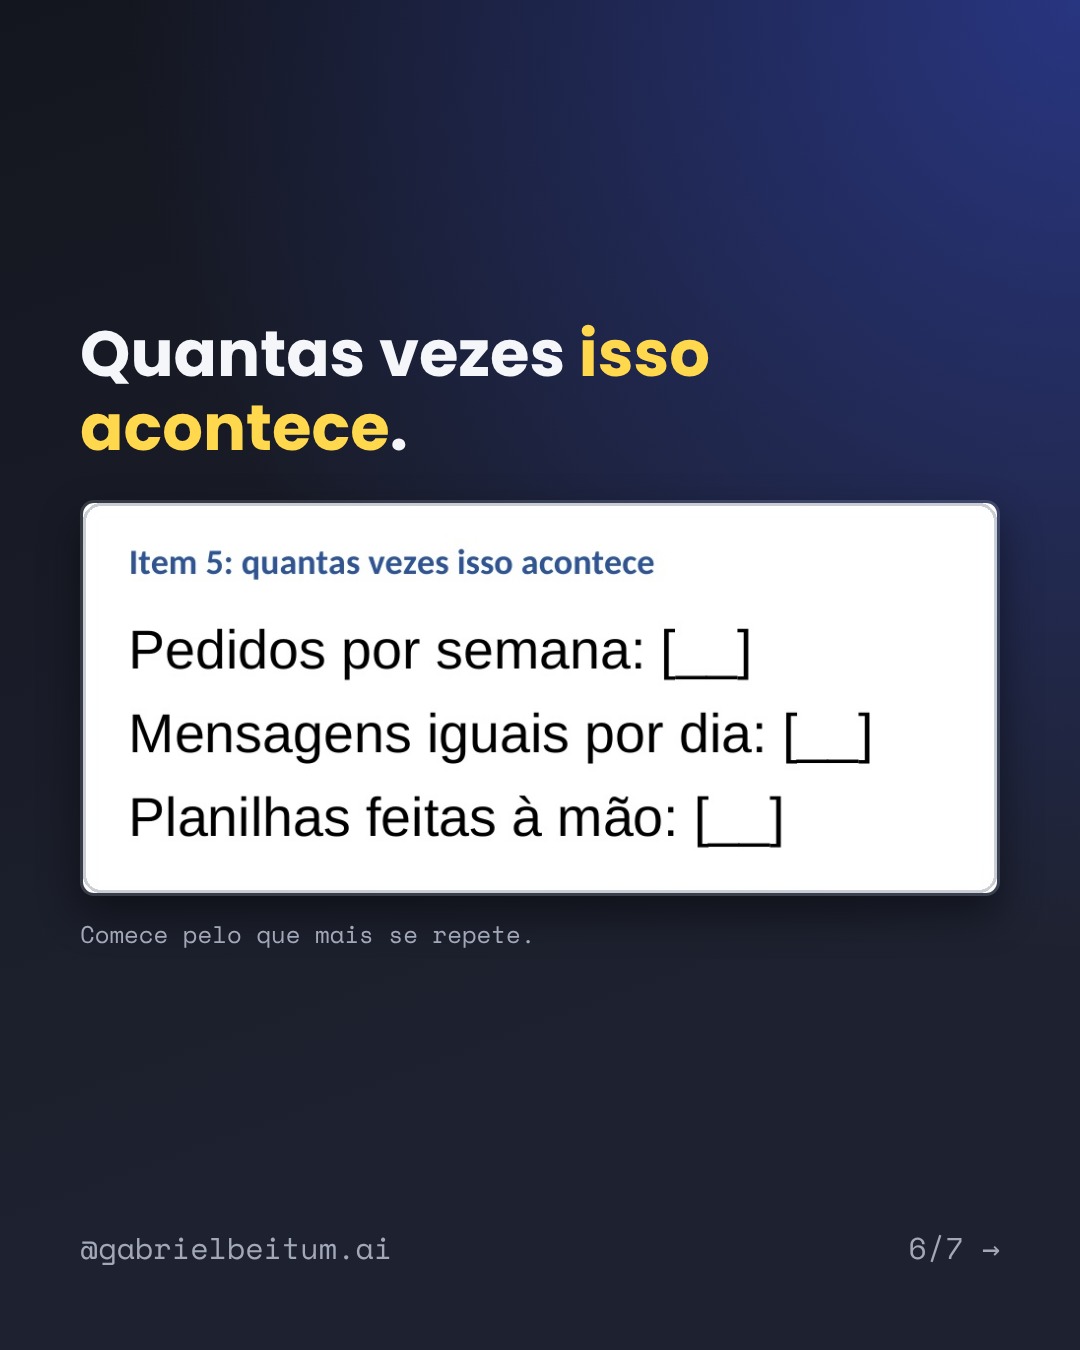 Quantas vezes isso
acontece.
Item 5: quantas vezes isso acontece
Pedidos por semana: [__]
Mensagens iguais por dia: [__]
Planilhas feitas à mão: [__]
Comece pelo que mais se repete.
@gabrielbeitum.ai
6/7 →